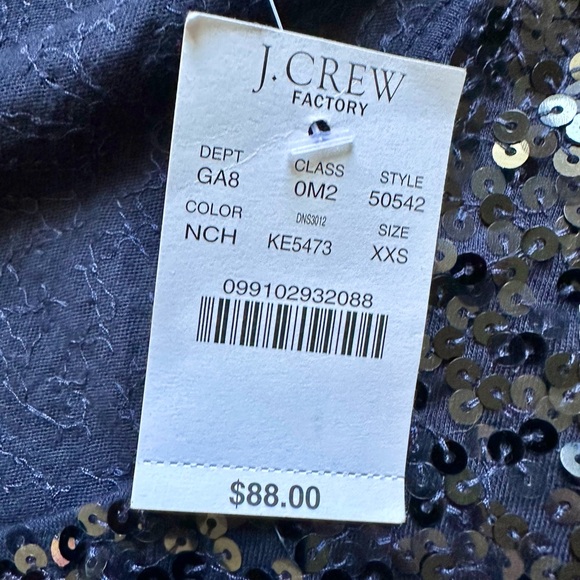 J.CREW
FACTORY
DEPT CLASS STYLE
GA8 0M2 50542
COLOR DNS3012 SIZE
NCH KE5473 XXS
099102932088
$88.00